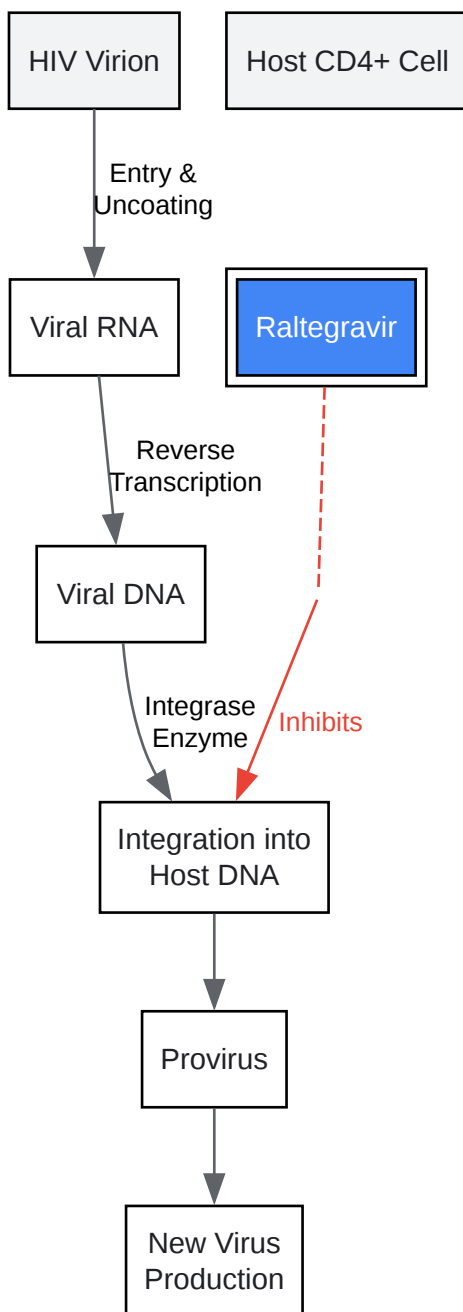 HIV Virion
Host CD4+ Cell
Entry &
Uncoating
Viral RNA
Raltegravir
Reverse
Transcription
Viral DNA
Integrase
Enzyme
Inhibits
Integration into
Host DNA
Provirus
New Virus
Production